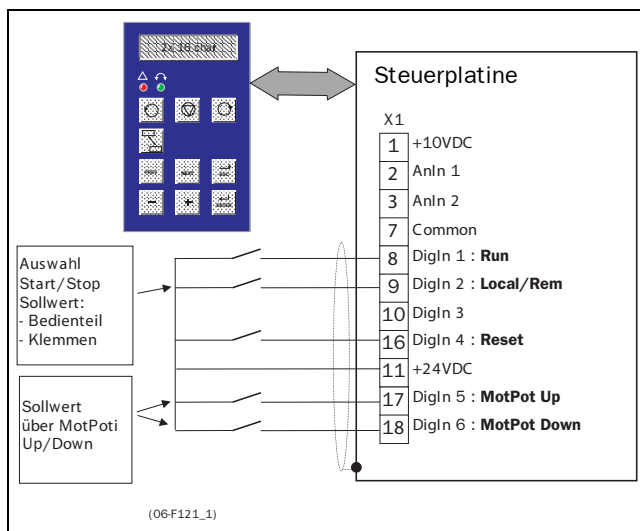 2x 16 char
Steuerplatine
X1
1 +10VDC
2 AnIn 1
3 AnIn 2
7 Common
8 DigIn 1 : Run
9 DigIn 2 : Local/Rem
10 DigIn 3
16 DigIn 4 : Reset
11 +24VDC
17 DigIn 5 : MotPot Up
18 DigIn 6 : MotPot Down
Auswahl
Start/Stop
Sollwert:
- Bedienteil
- Klemmen
Sollwert
über MotPoti
Up/Down
(06-F121_1)